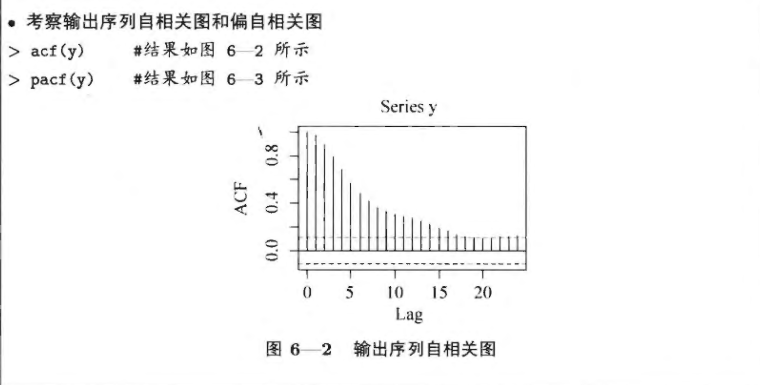 • 考察输出序列自相关图和偏自相关图
> acf(y) #结果如图 6—2 所示
> pacf(y) #结果如图 6—3 所示
Series y
ACF
0.8
0.4
0.0
0 5 10 15 20
Lag
图 6—2 输出序列自相关图